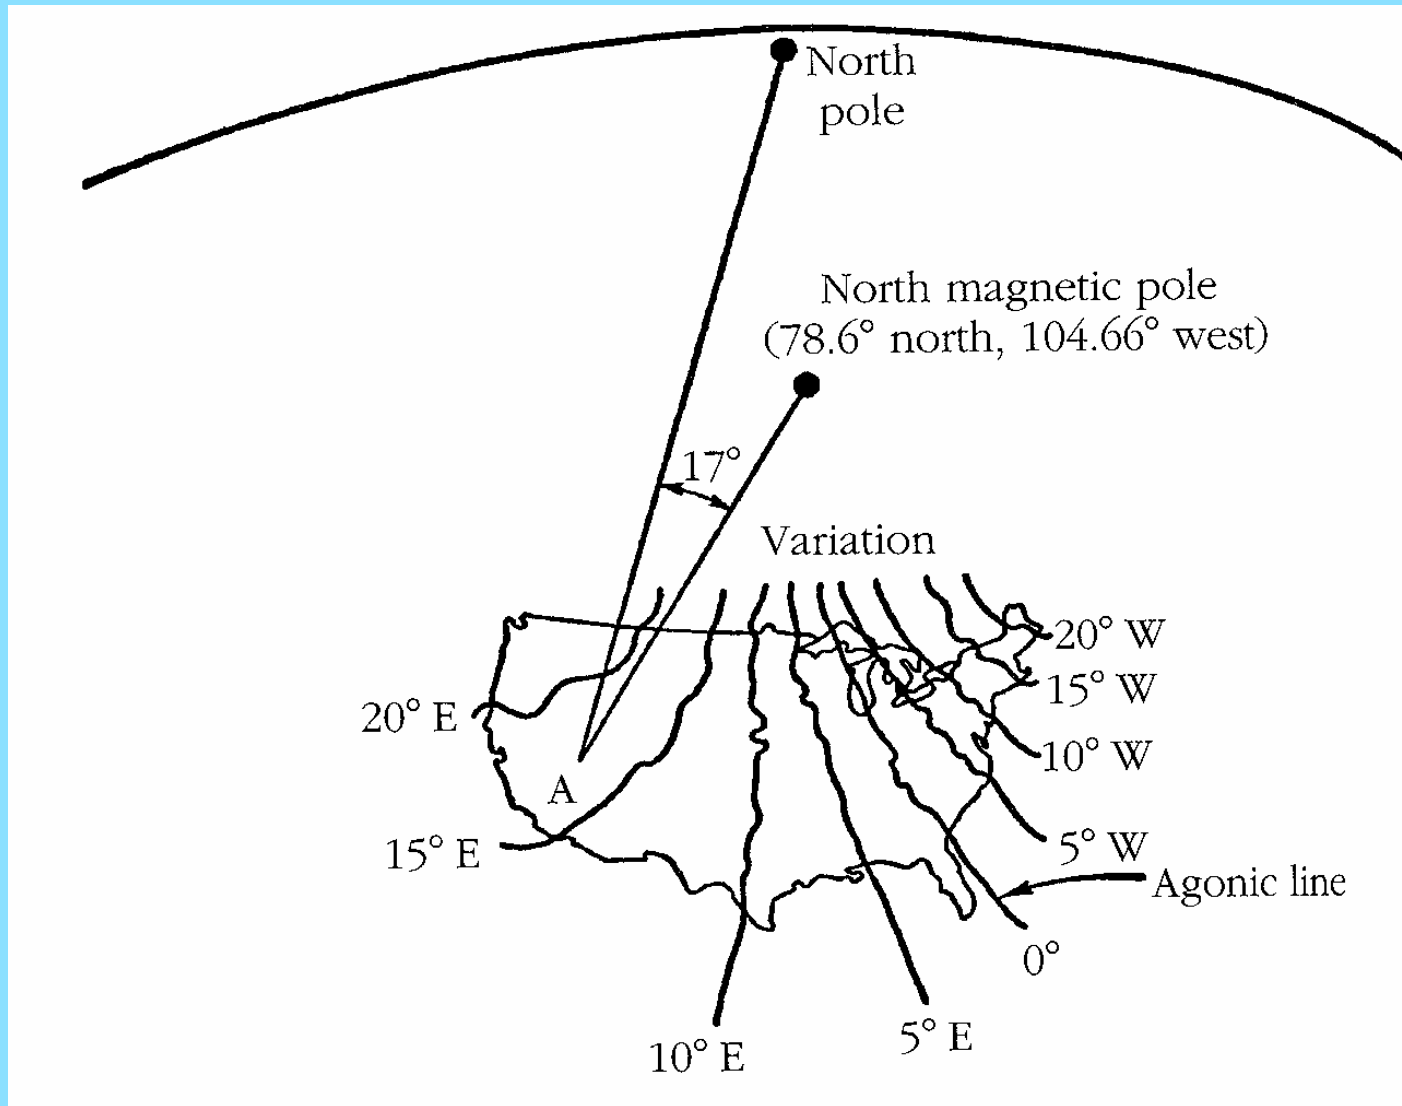 North
pole
North magnetic pole
(78.6° north, 104.66° west)
17°
Variation
20° W
15° W
20° E
10° W
A
5° W
15° E
Agonic line
0°
5° E
10° E